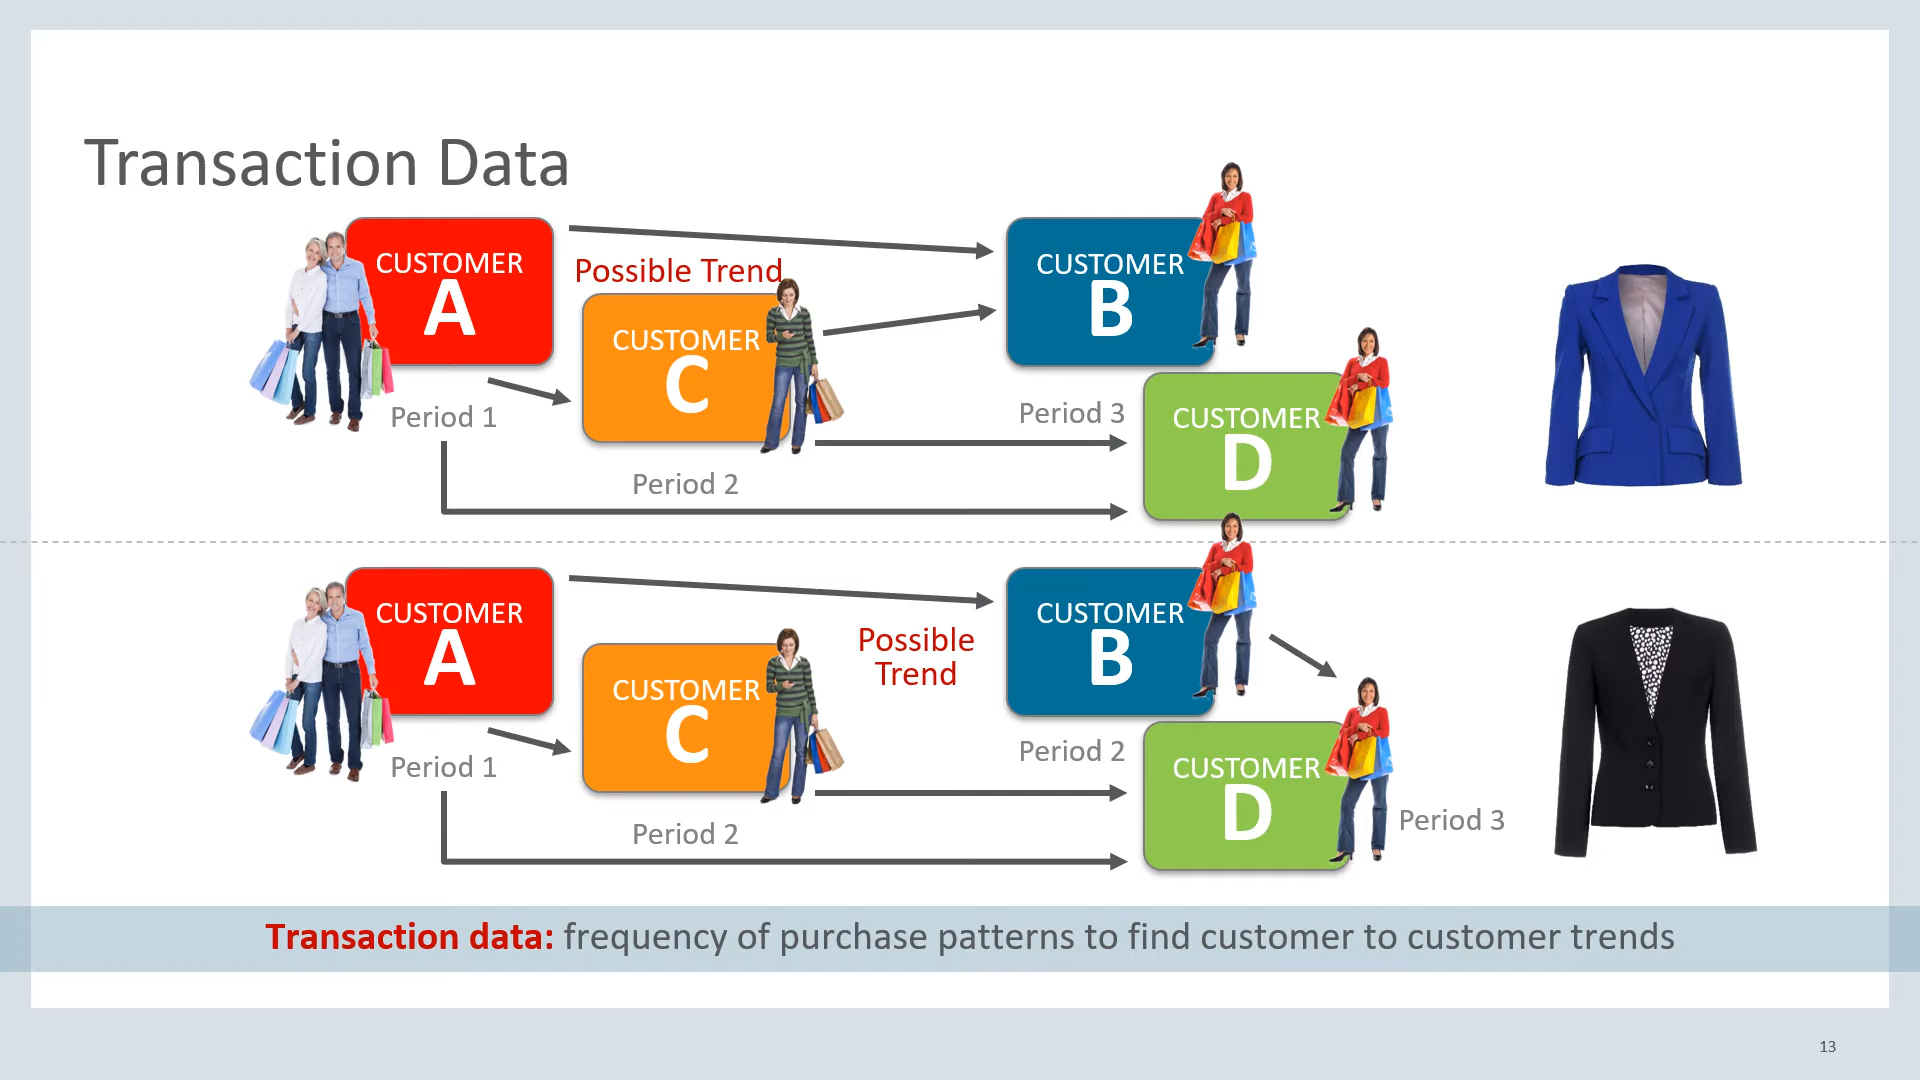 Transaction Data
CUSTOMER
A
Possible Trend
CUSTOMER
C
CUSTOMER
B
Period 1
Period 3
CUSTOMER
D
Period 2
CUSTOMER
A
CUSTOMER
C
Possible
Trend
CUSTOMER
B
Period 1
Period 2
CUSTOMER
D
Period 2
Period 3
Transaction data: frequency of purchase patterns to find customer to customer trends
13